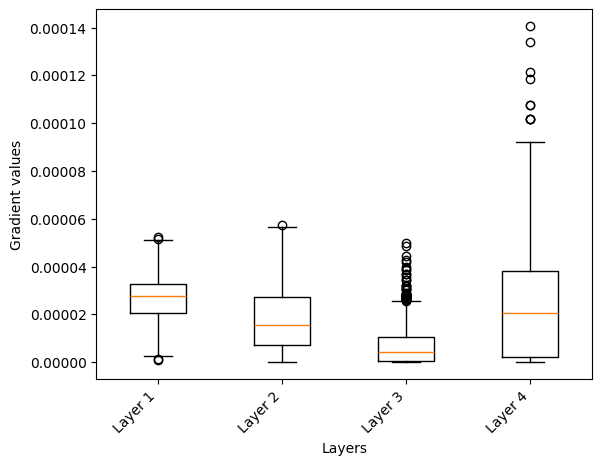 0.00014
0.00012
0.00010
0.00008
0.00006
0.00004
0.00002
0.00000
Gradient values
Layer 1
Layer 2
Layer 3
Layer 4
Layers